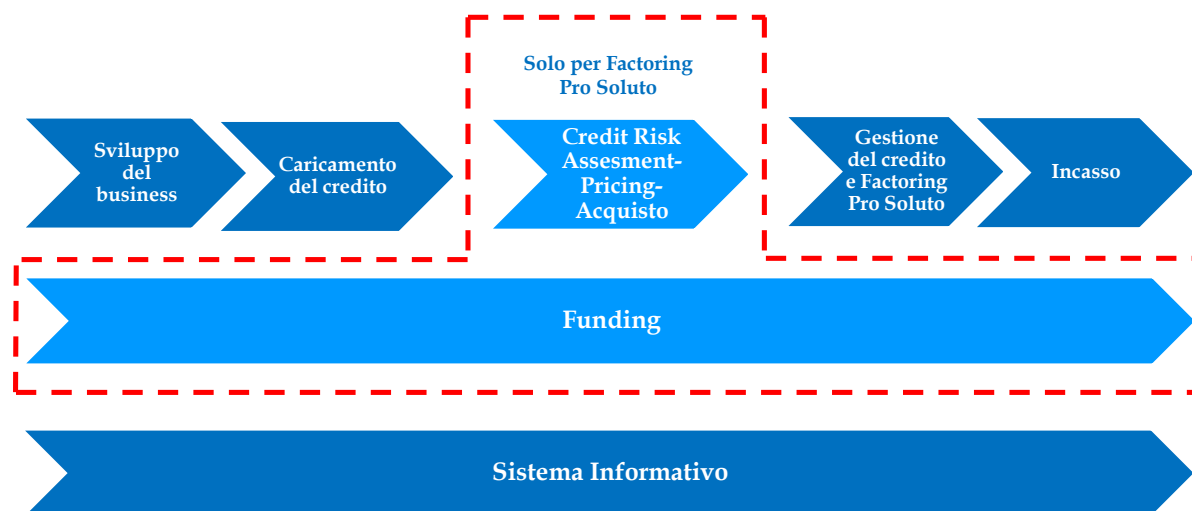 Solo per Factoring
Pro Soluto
Sviluppo
del
business
Caricamento
del credito
Credit Risk
Assesment-
Pricing-
Acquisto
Gestione
del credito
e Factoring
Pro Soluto
Incasso
Funding
Sistema Informativo